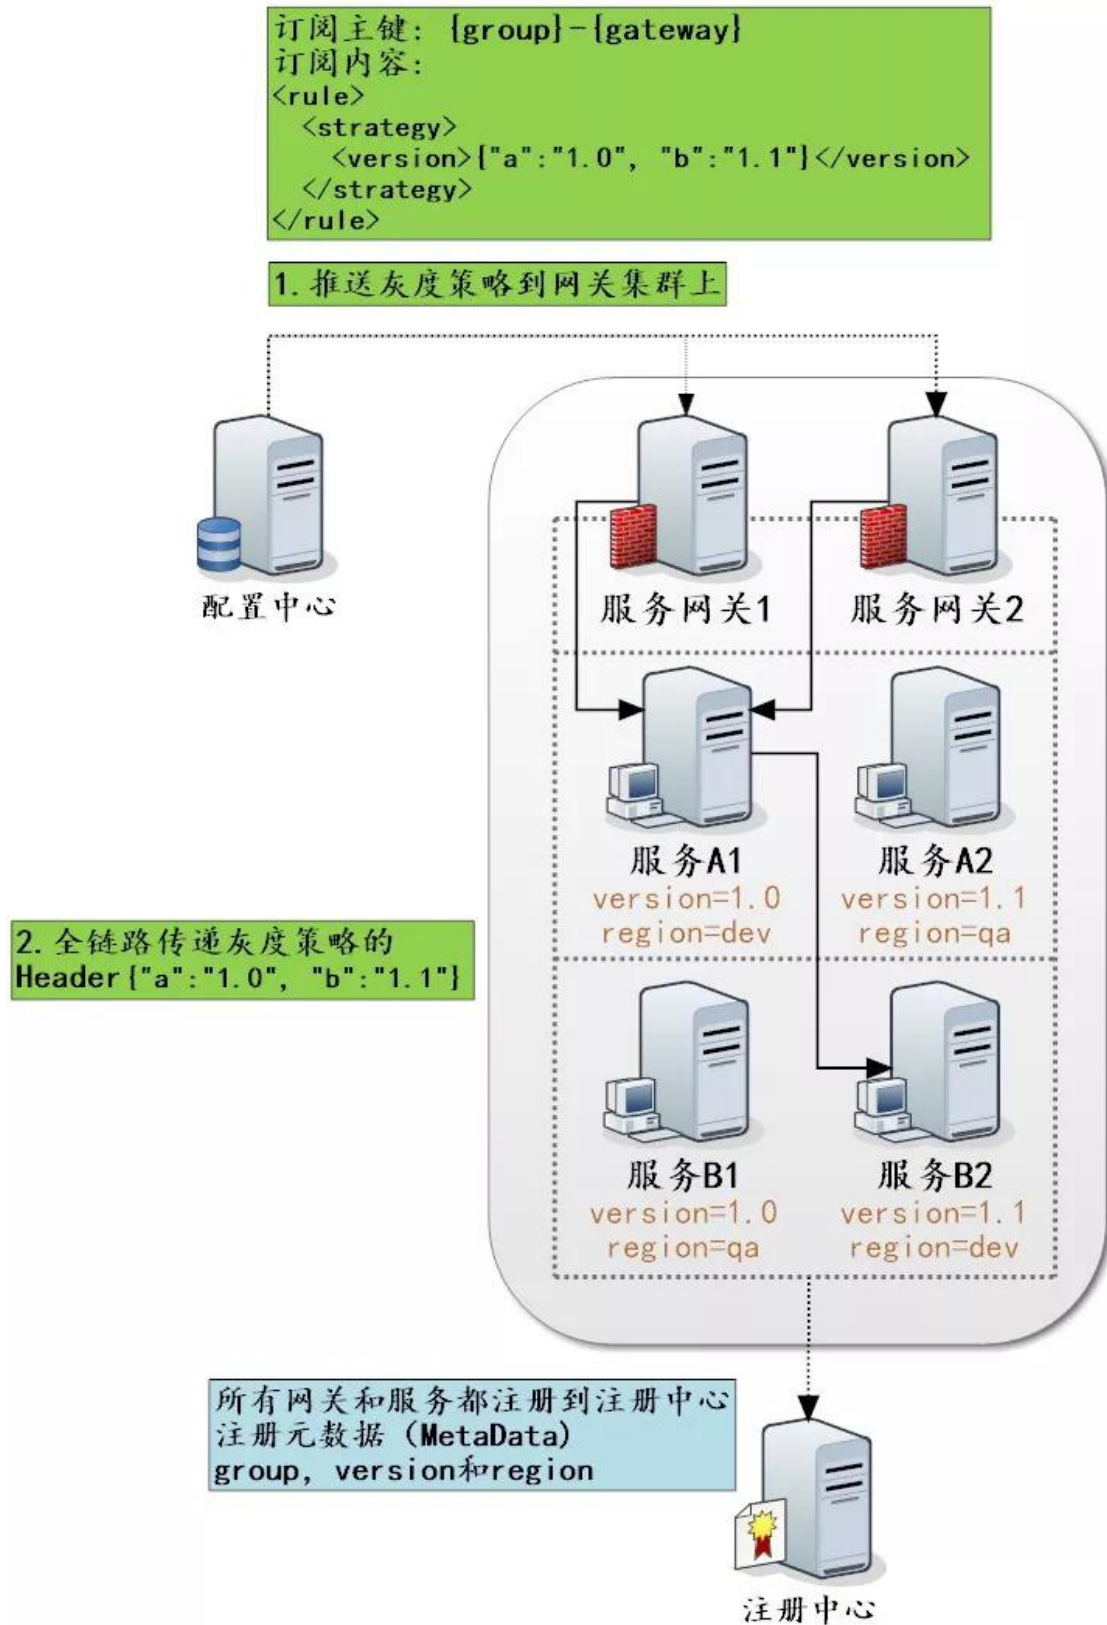 订阅主键: {group}-{gateway}
订阅内容:
<rule>
  <strategy>
    <version>{"a":"1.0", "b":"1.1"}</version>
  </strategy>
</rule>
1.推送灰度策略到网关集群上
配置中心
服务网关1
服务网关2
服务A1
version=1.0
region=dev
服务A2
version=1.1
region=qa
2.全链路传递灰度策略的
Header{"a":"1.0", "b":"1.1"}
服务B1
version=1.0
region=qa
服务B2
version=1.1
region=dev
所有网关和服务都注册到注册中心
注册元数据 (MetaData)
group, version和region
注册中心